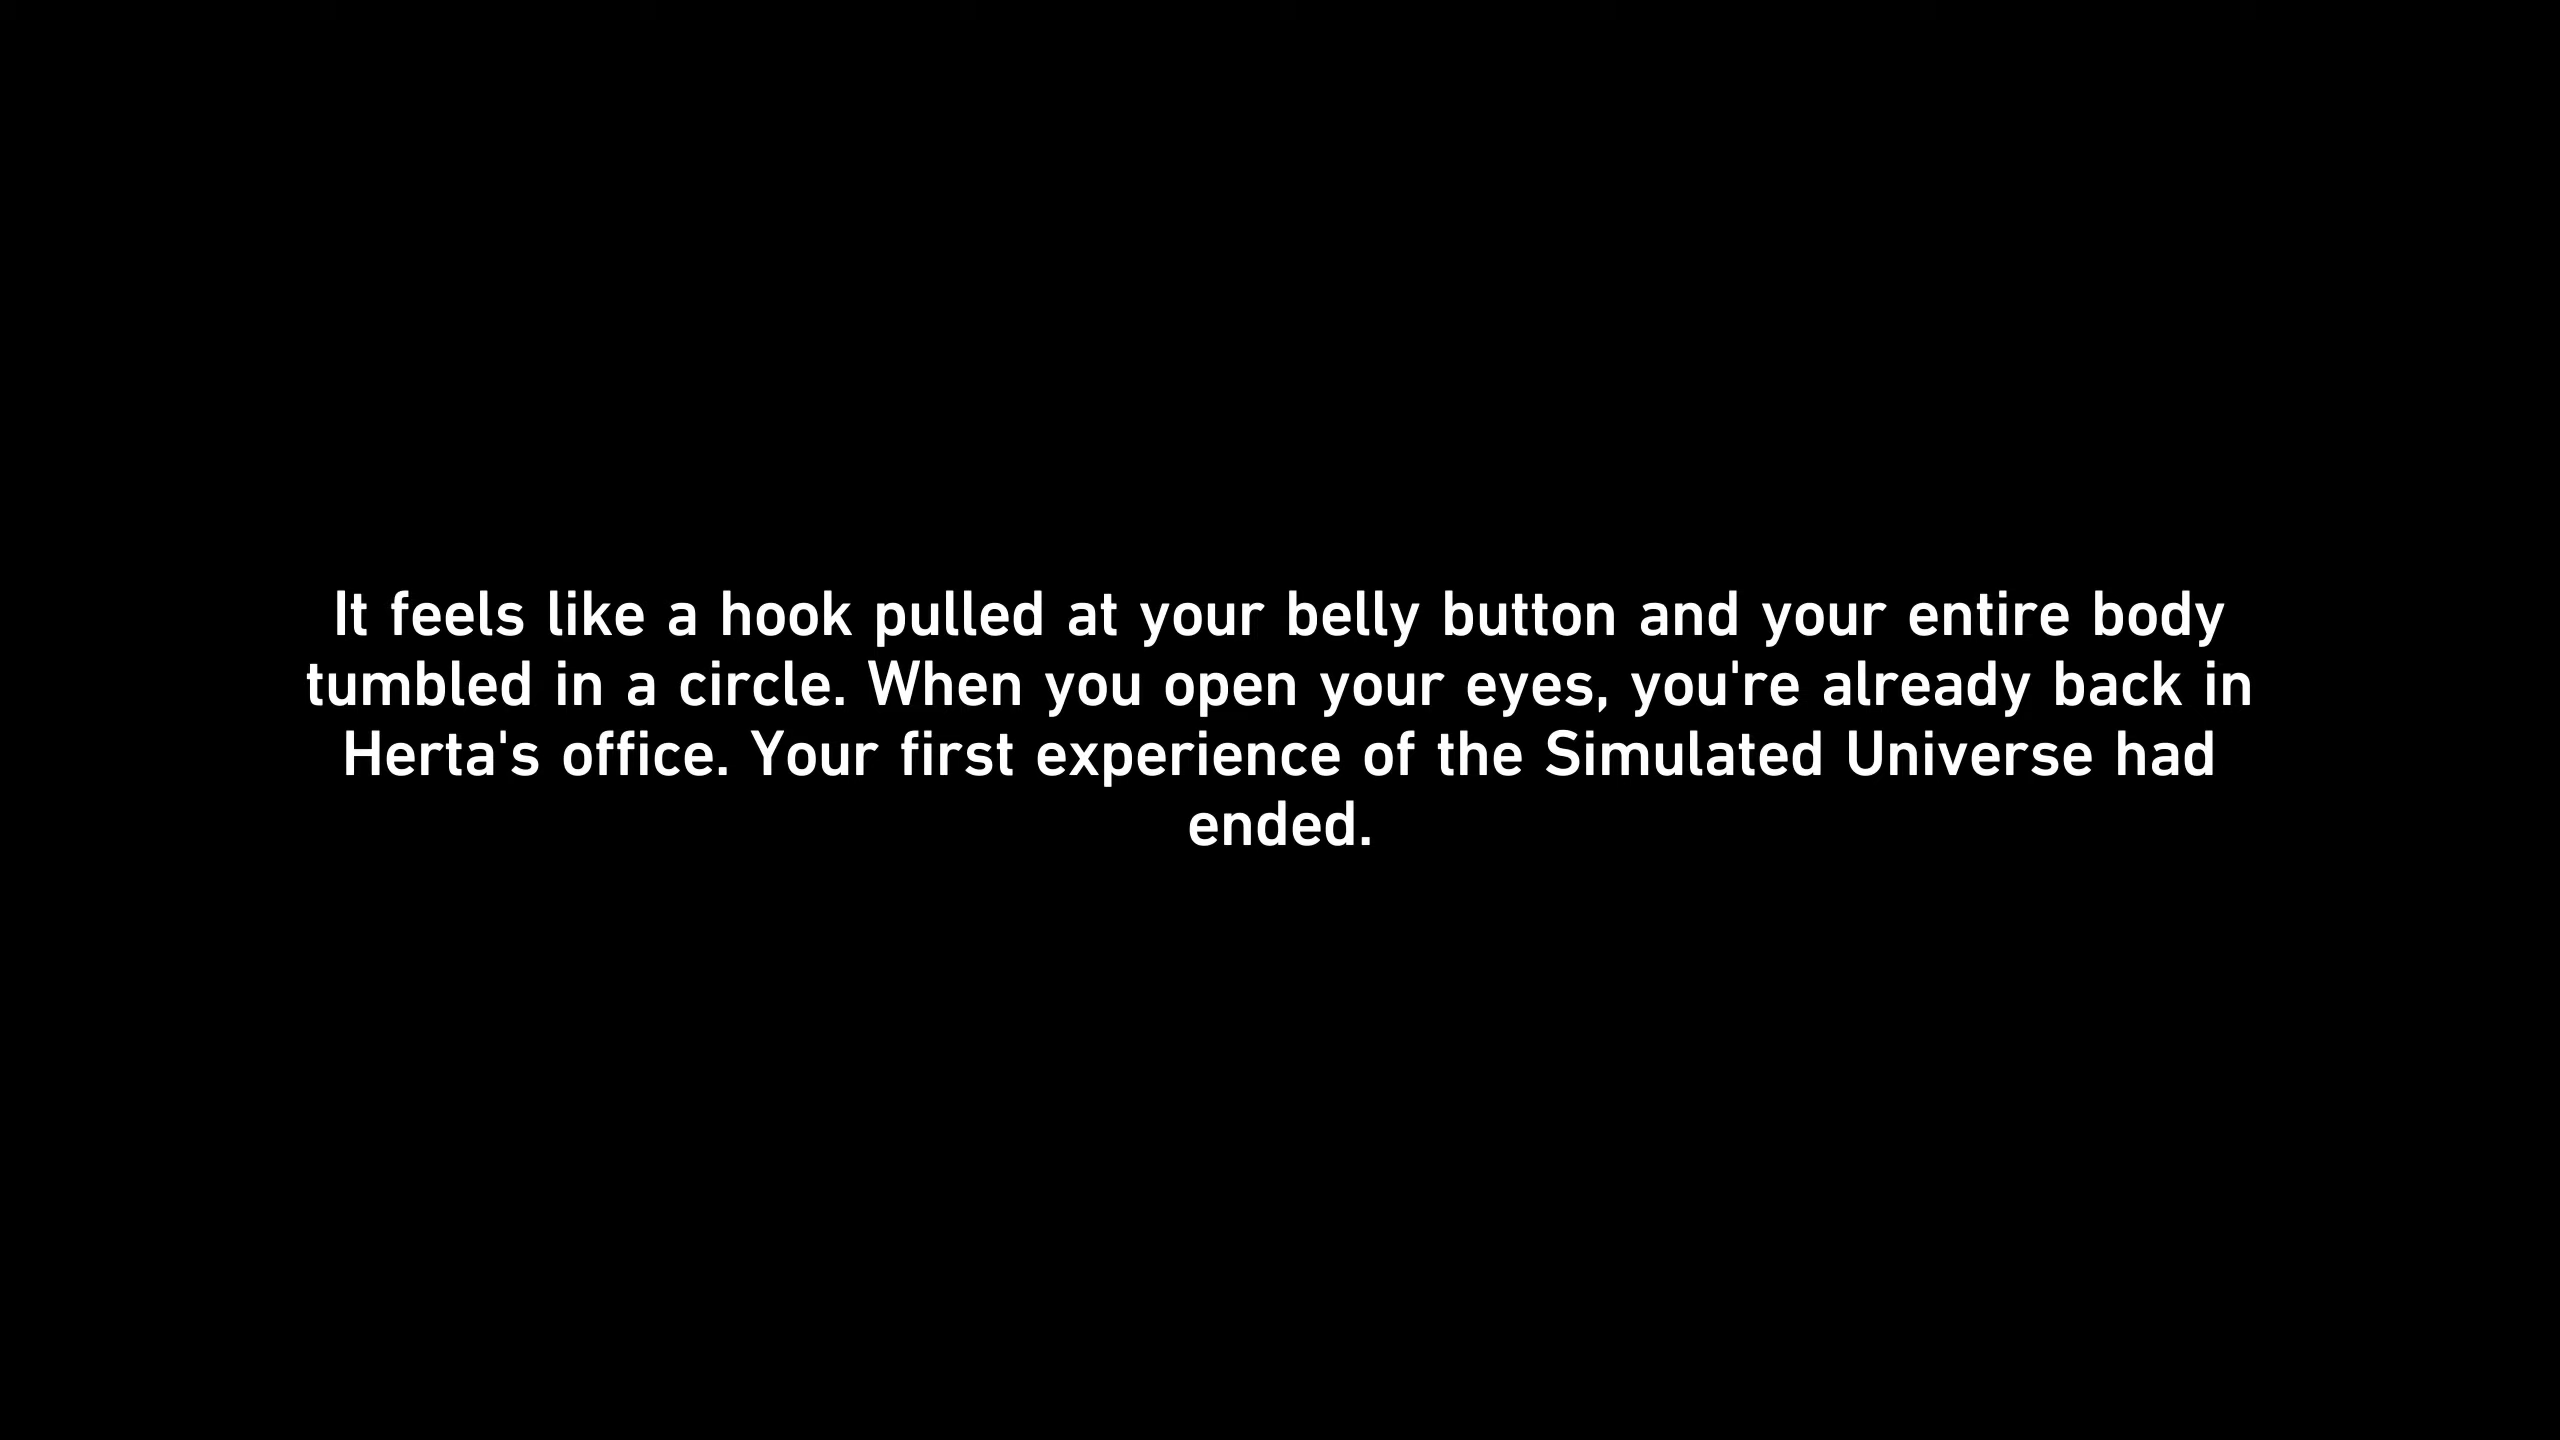 It feels like a hook pulled at your belly button and your entire body
tumbled in a circle. When you open your eyes, you're already back in
Herta's office. Your first experience of the Simulated Universe had
ended.